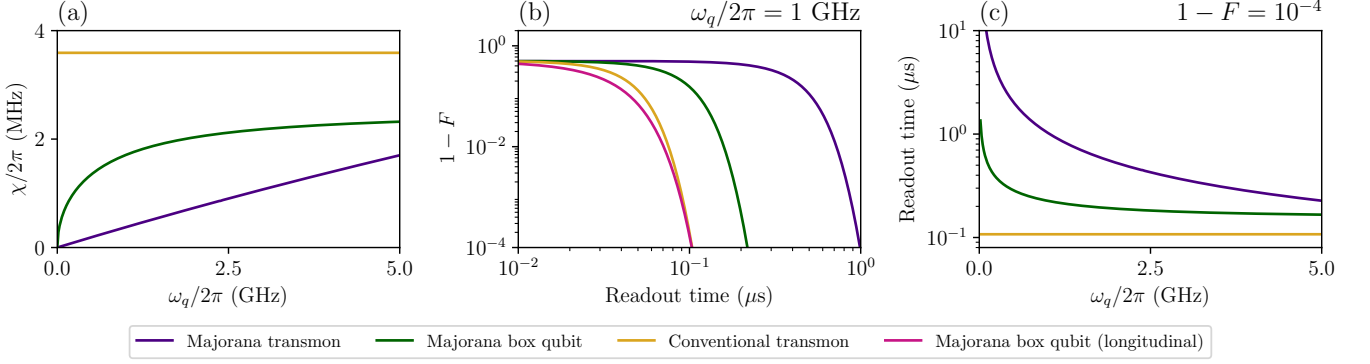 (a)
4
2
0
χ/2π (MHz)
0.0
2.5
5.0
ω_q/2π (GHz)
(b)
ω_q/2π = 1 GHz
10^0
10^{-2}
10^{-4}
1 − F
10^{-2}
10^{-1}
10^0
Readout time (μs)
(c)
1 − F = 10^{-4}
10^1
10^0
10^{-1}
Readout time (μs)
0.0
2.5
5.0
ω_q/2π (GHz)
Majorana transmon
Majorana box qubit
Conventional transmon
Majorana box qubit (longitudinal)